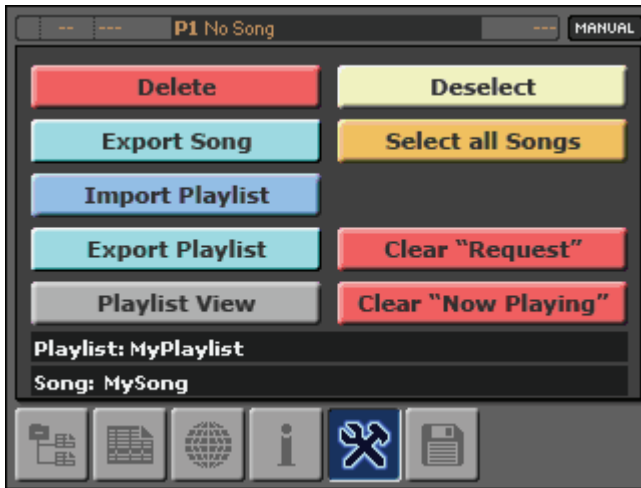 -- --- P1 No Song --- MANUAL
Delete Deselect
Export Song Select all Songs
Import Playlist
Export Playlist Clear “Request”
Playlist View Clear “Now Playing”
Playlist: MyPlaylist
Song: MySong